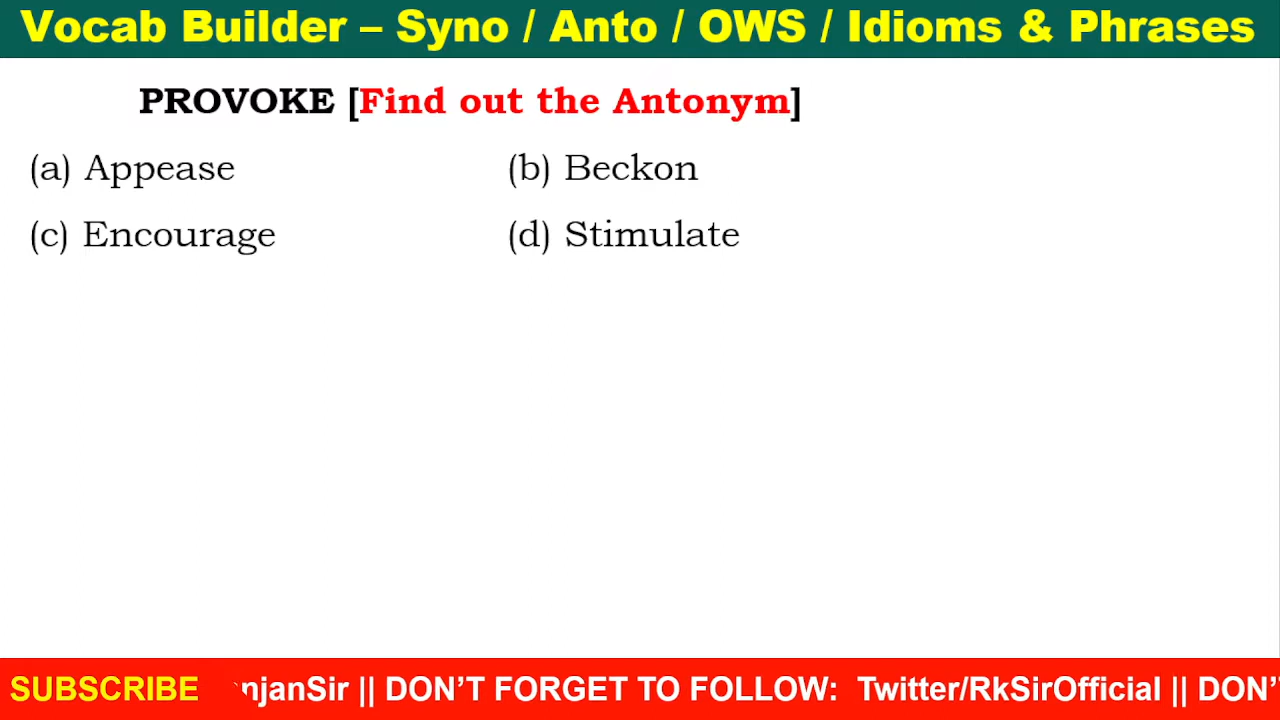 Vocab Builder – Syno / Anto / OWS / Idioms & Phrases
PROVOKE [Find out the Antonym]
(a) Appease (b) Beckon
(c) Encourage (d) Stimulate
SUBSCRIBE njanSir || DON’T FORGET TO FOLLOW: Twitter/RkSirOfficial || DON’T